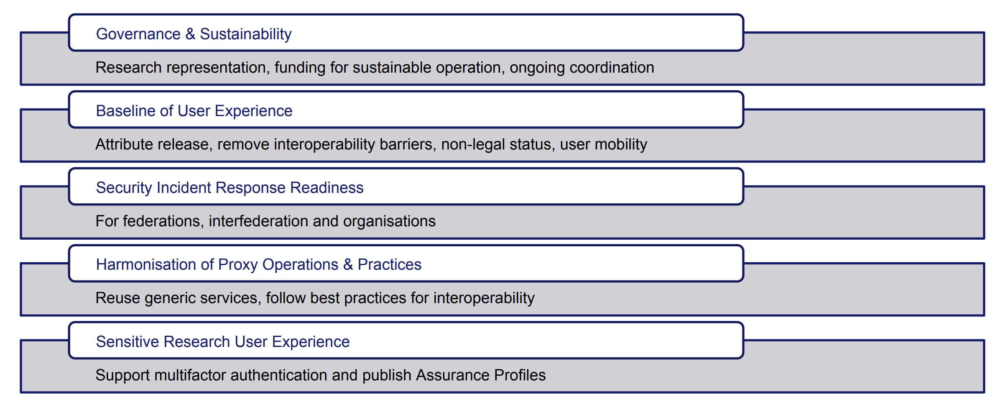 Governance & Sustainability
Research representation, funding for sustainable operation, ongoing coordination
Baseline of User Experience
Attribute release, remove interoperability barriers, non-legal status, user mobility
Security Incident Response Readiness
For federations, interfederation and organisations
Harmonisation of Proxy Operations & Practices
Reuse generic services, follow best practices for interoperability
Sensitive Research User Experience
Support multifactor authentication and publish Assurance Profiles